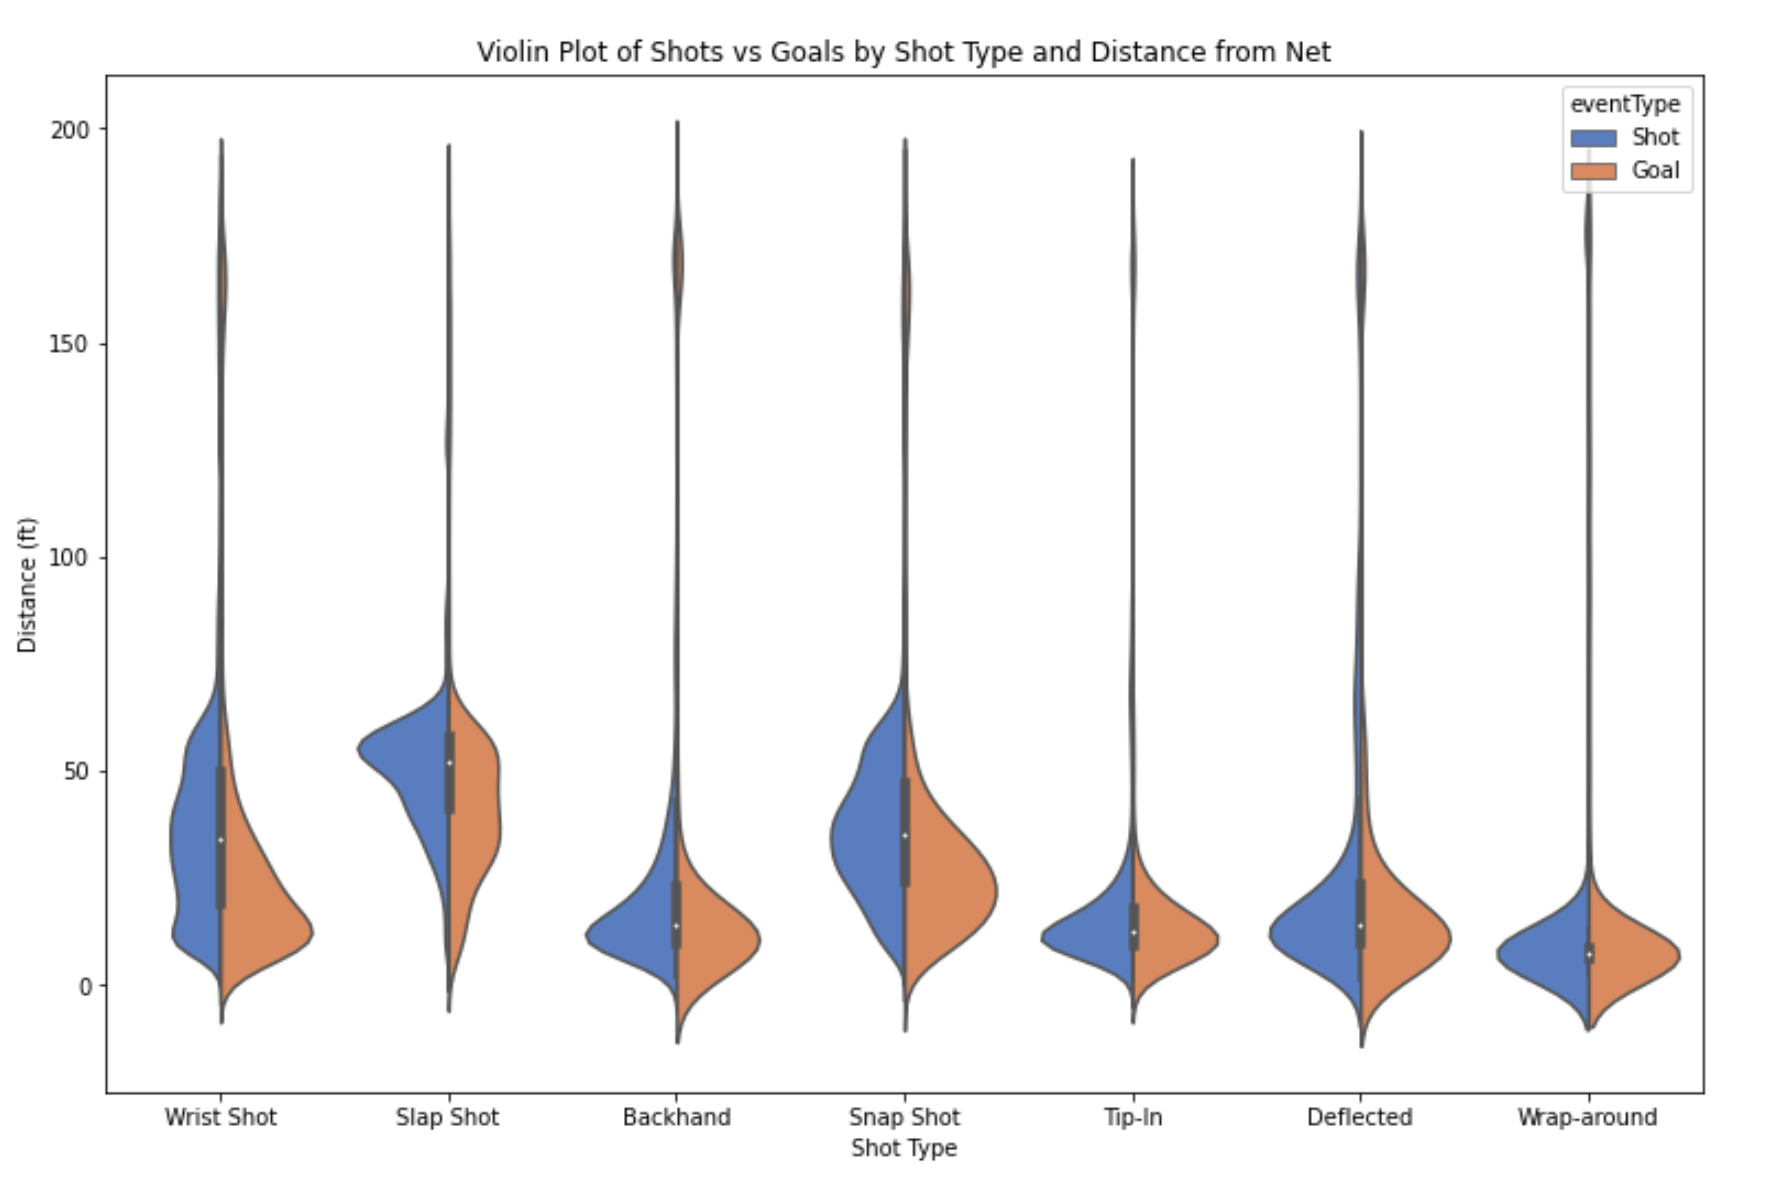 Violin Plot of Shots vs Goals by Shot Type and Distance from Net
eventType
Shot
Goal
200
150
100
50
0
Distance (ft)
Wrist Shot
Slap Shot
Backhand
Snap Shot
Tip-In
Deflected
Wrap-around
Shot Type